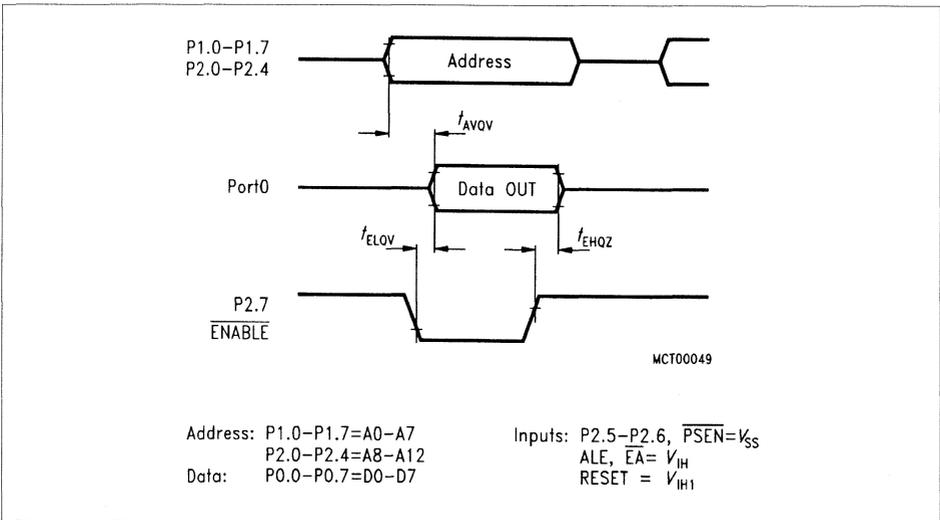 P1.0-P1.7
P2.0-P2.4
Address
tAVQV
Port0
Data OUT
tELQV
tEHQZ
P2.7
ENABLE
MCT00049
Address: P1.0-P1.7=A0-A7
P2.0-P2.4=A8-A12
Data: P0.0-P0.7=D0-D7
Inputs: P2.5-P2.6, PSEN=VSS
ALE, EA= VIH
RESET = VIH1